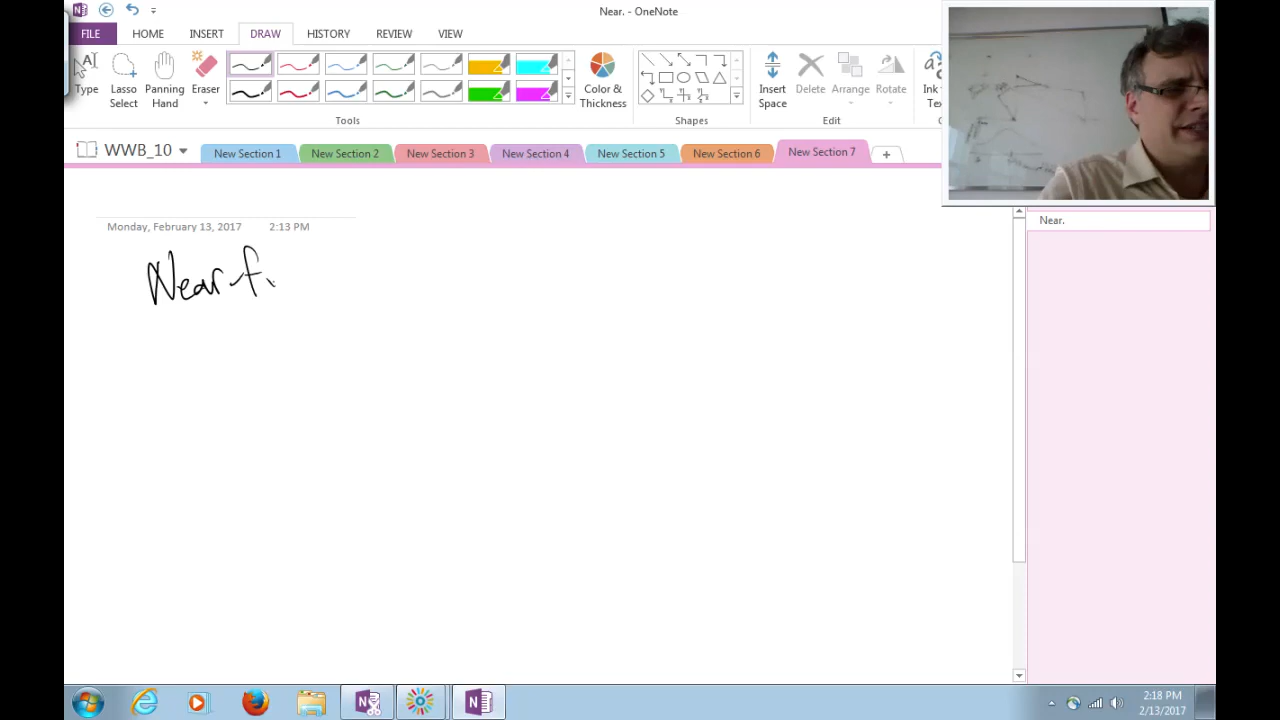 Near. - OneNote
FILE HOME INSERT DRAW HISTORY REVIEW VIEW
Type
Lasso Select
Panning Hand
Eraser
Color & Thickness
Insert Space
Delete
Arrange
Rotate
Ink to
Tools
Shapes
Edit
WWB_10
New Section 1
New Section 2
New Section 3
New Section 4
New Section 5
New Section 6
New Section 7
Near.
Monday, February 13, 2017 2:13 PM
Near-f
2:18 PM
2/13/2017